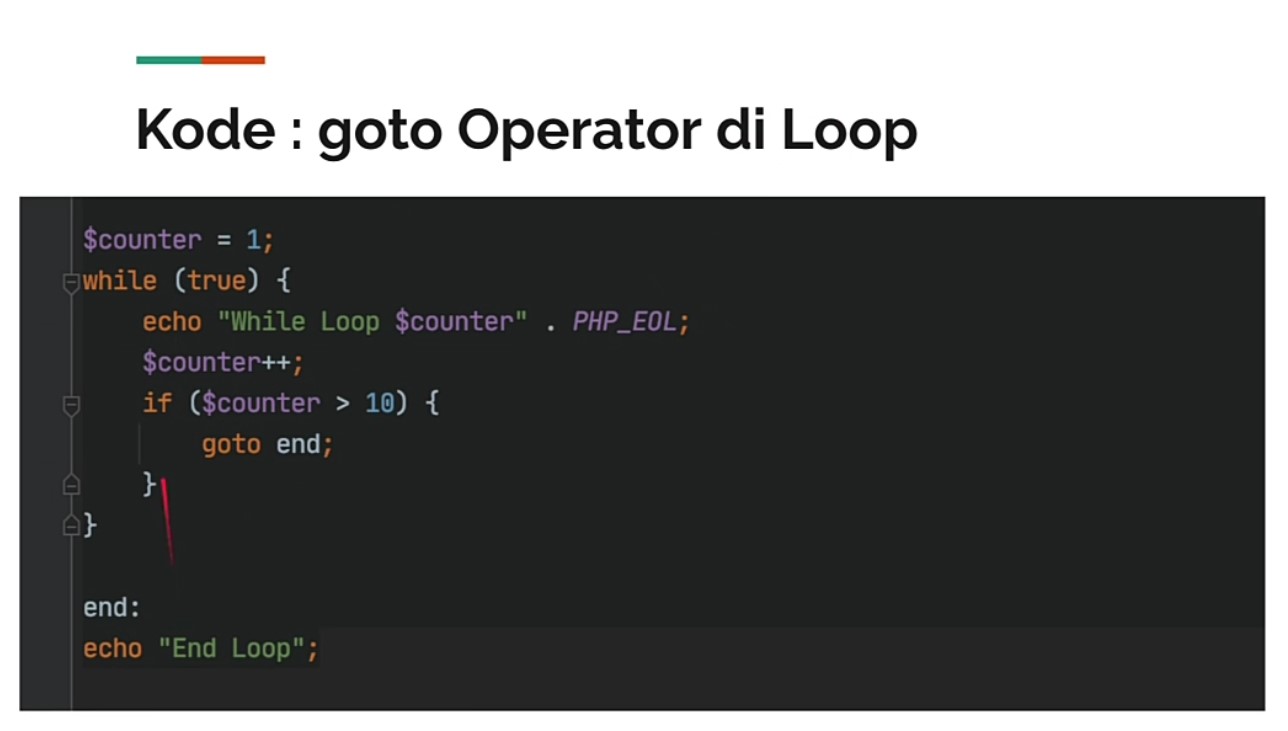 Kode : goto Operator di Loop
$counter = 1;
while (true) {
    echo "While Loop $counter" . PHP_EOL;
    $counter++;
    if ($counter > 10) {
        goto end;
    }
}
end:
echo "End Loop";